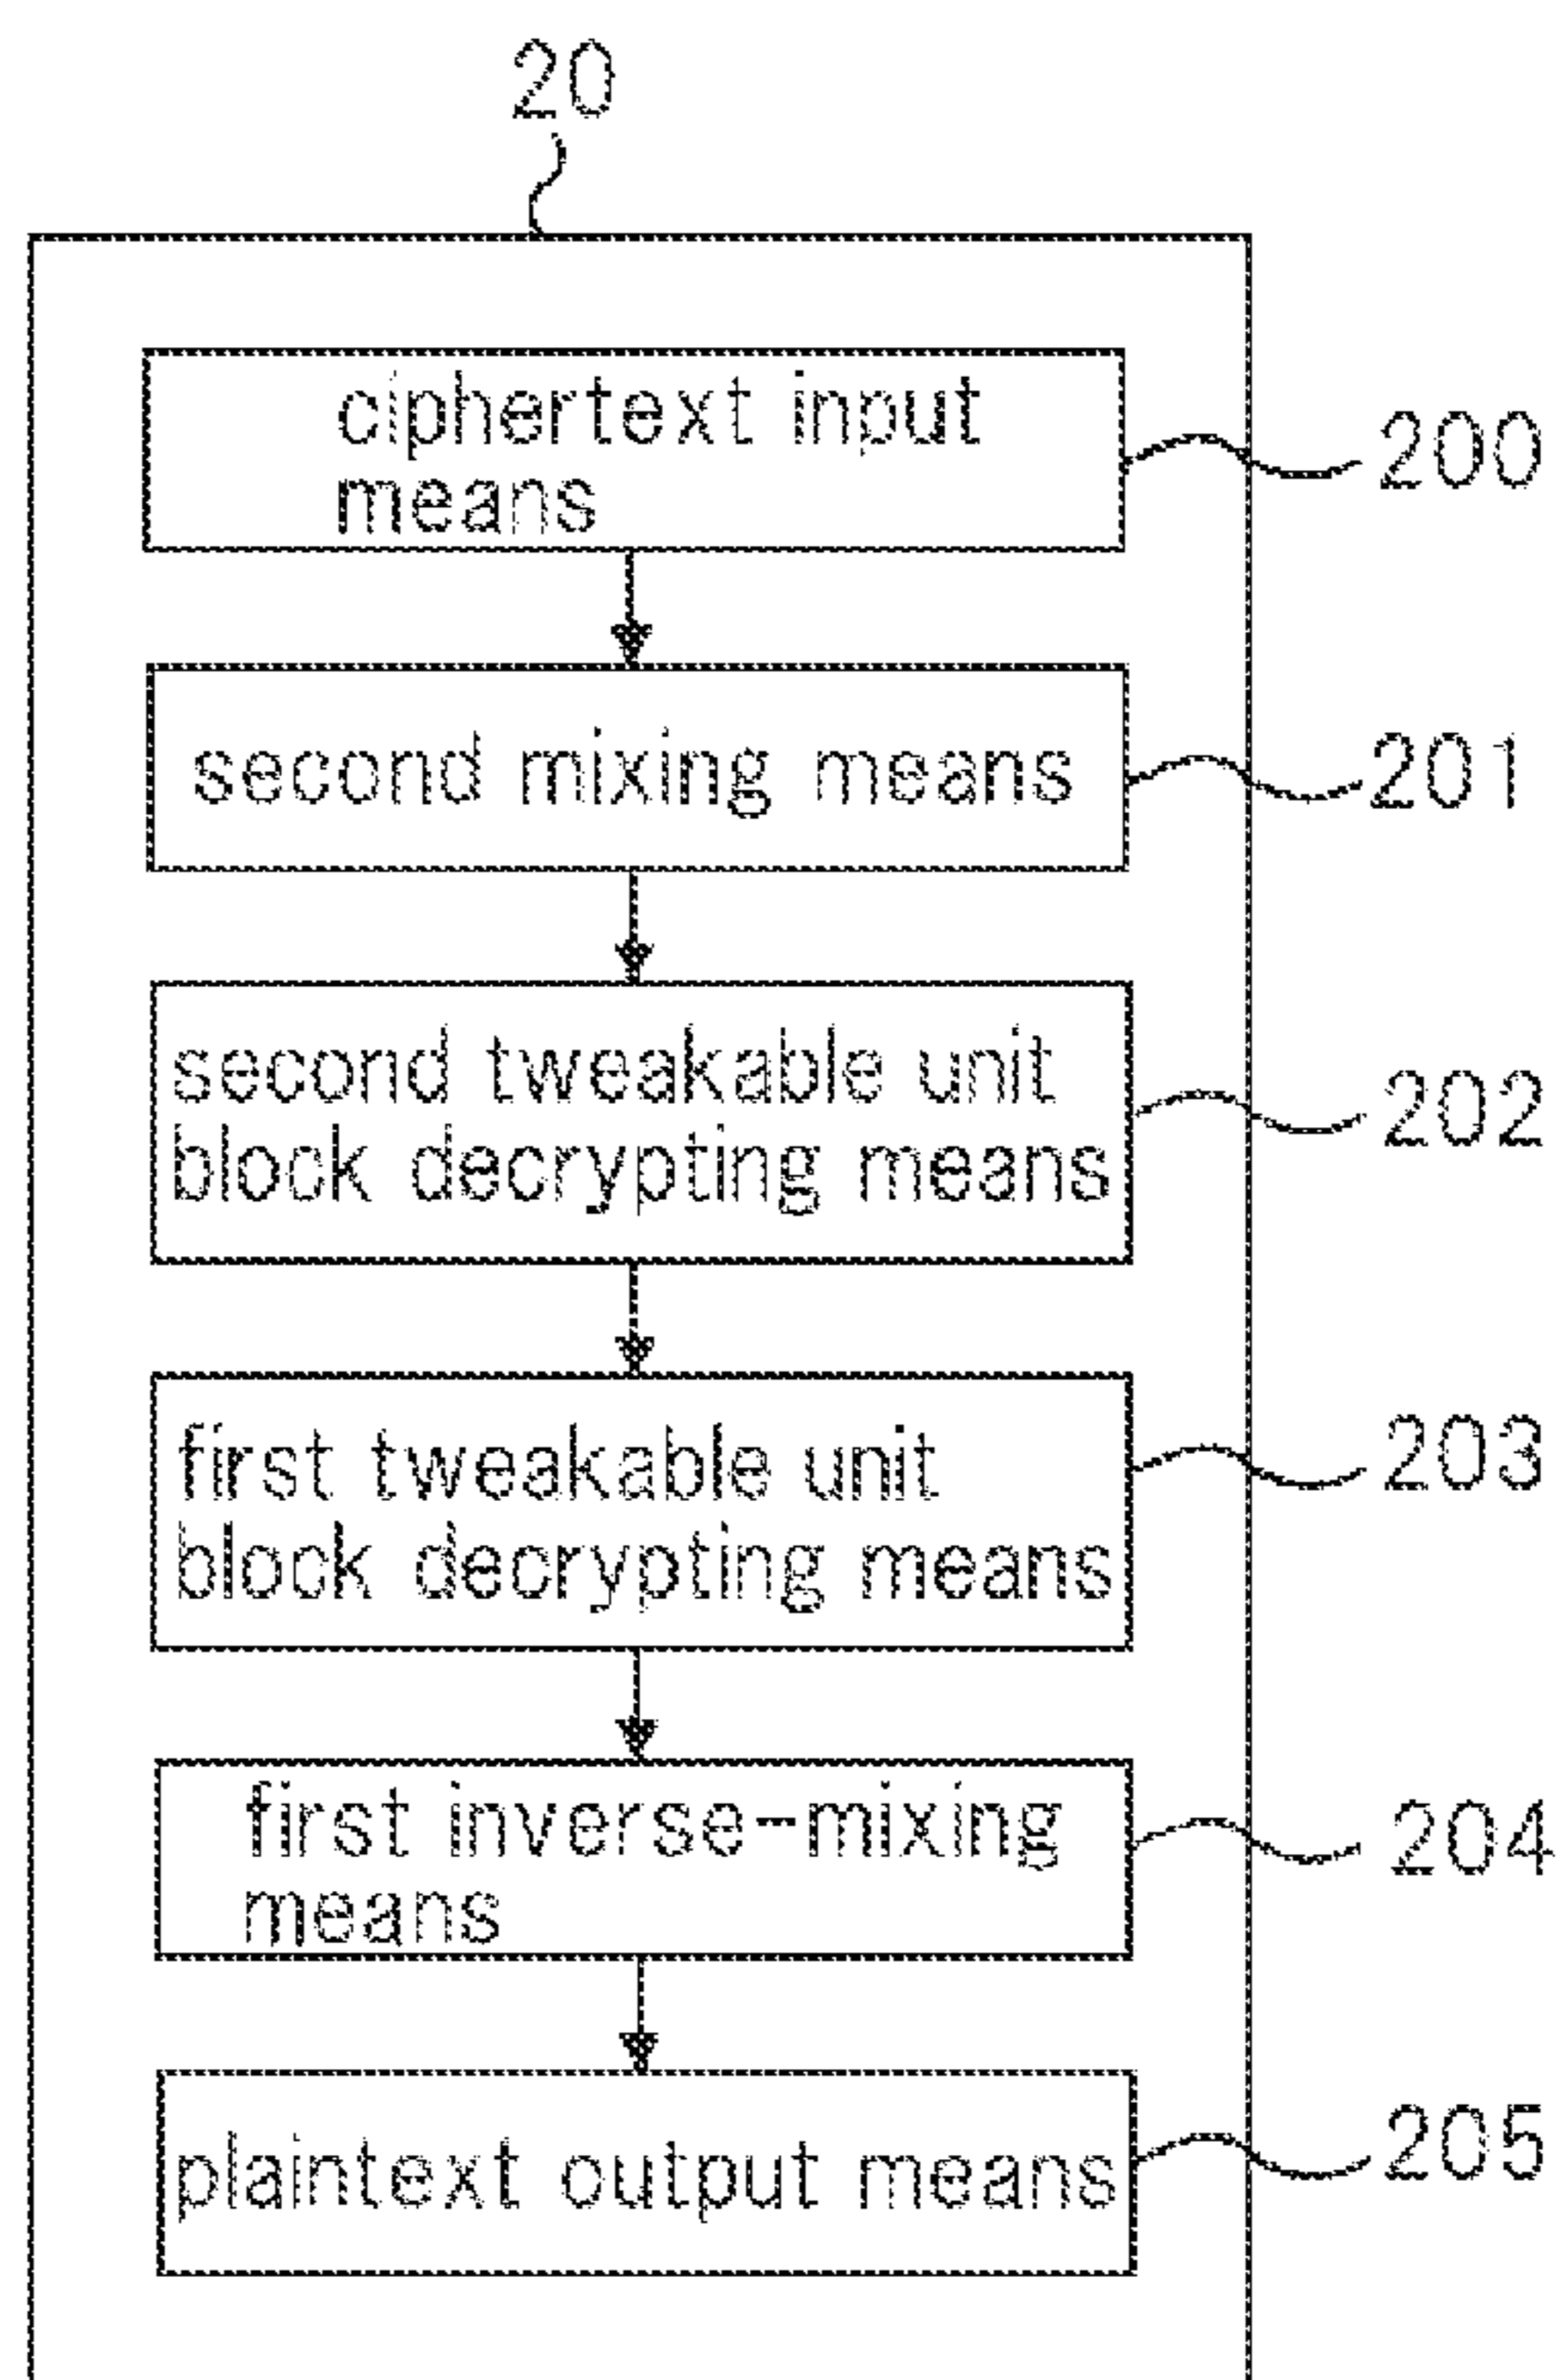 20
ciphertext input
means
200
second mixing means
201
second tweakable unit
block decrypting means
202
first tweakable unit
block decrypting means
203
first inverse-mixing
means
204
plaintext output means
205